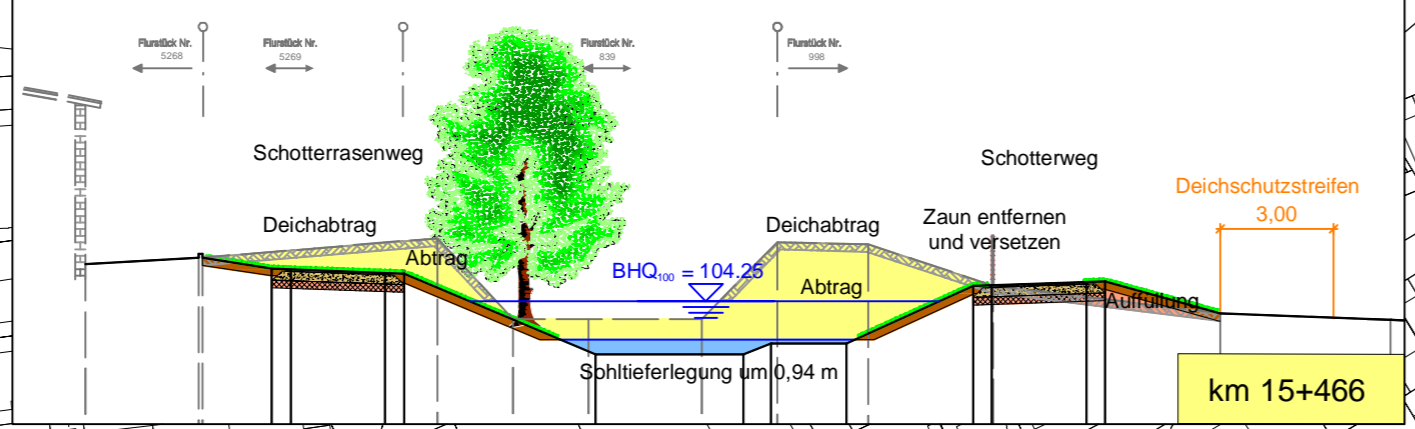 Flurstück Nr.
5268
Flurstück Nr.
5269
Flurstück Nr.
839
Flurstück Nr.
998
Schotterrasenweg
Schotterweg
Deichschutzstreifen
3,00
Deichabtrag
Deichabtrag
Zaun entfernen
und versetzen
Abtrag
BHQ₁₀₀ = 104.25
Abtrag
Auffüllung
Sohltieferlegung um 0,94 m
km 15+466